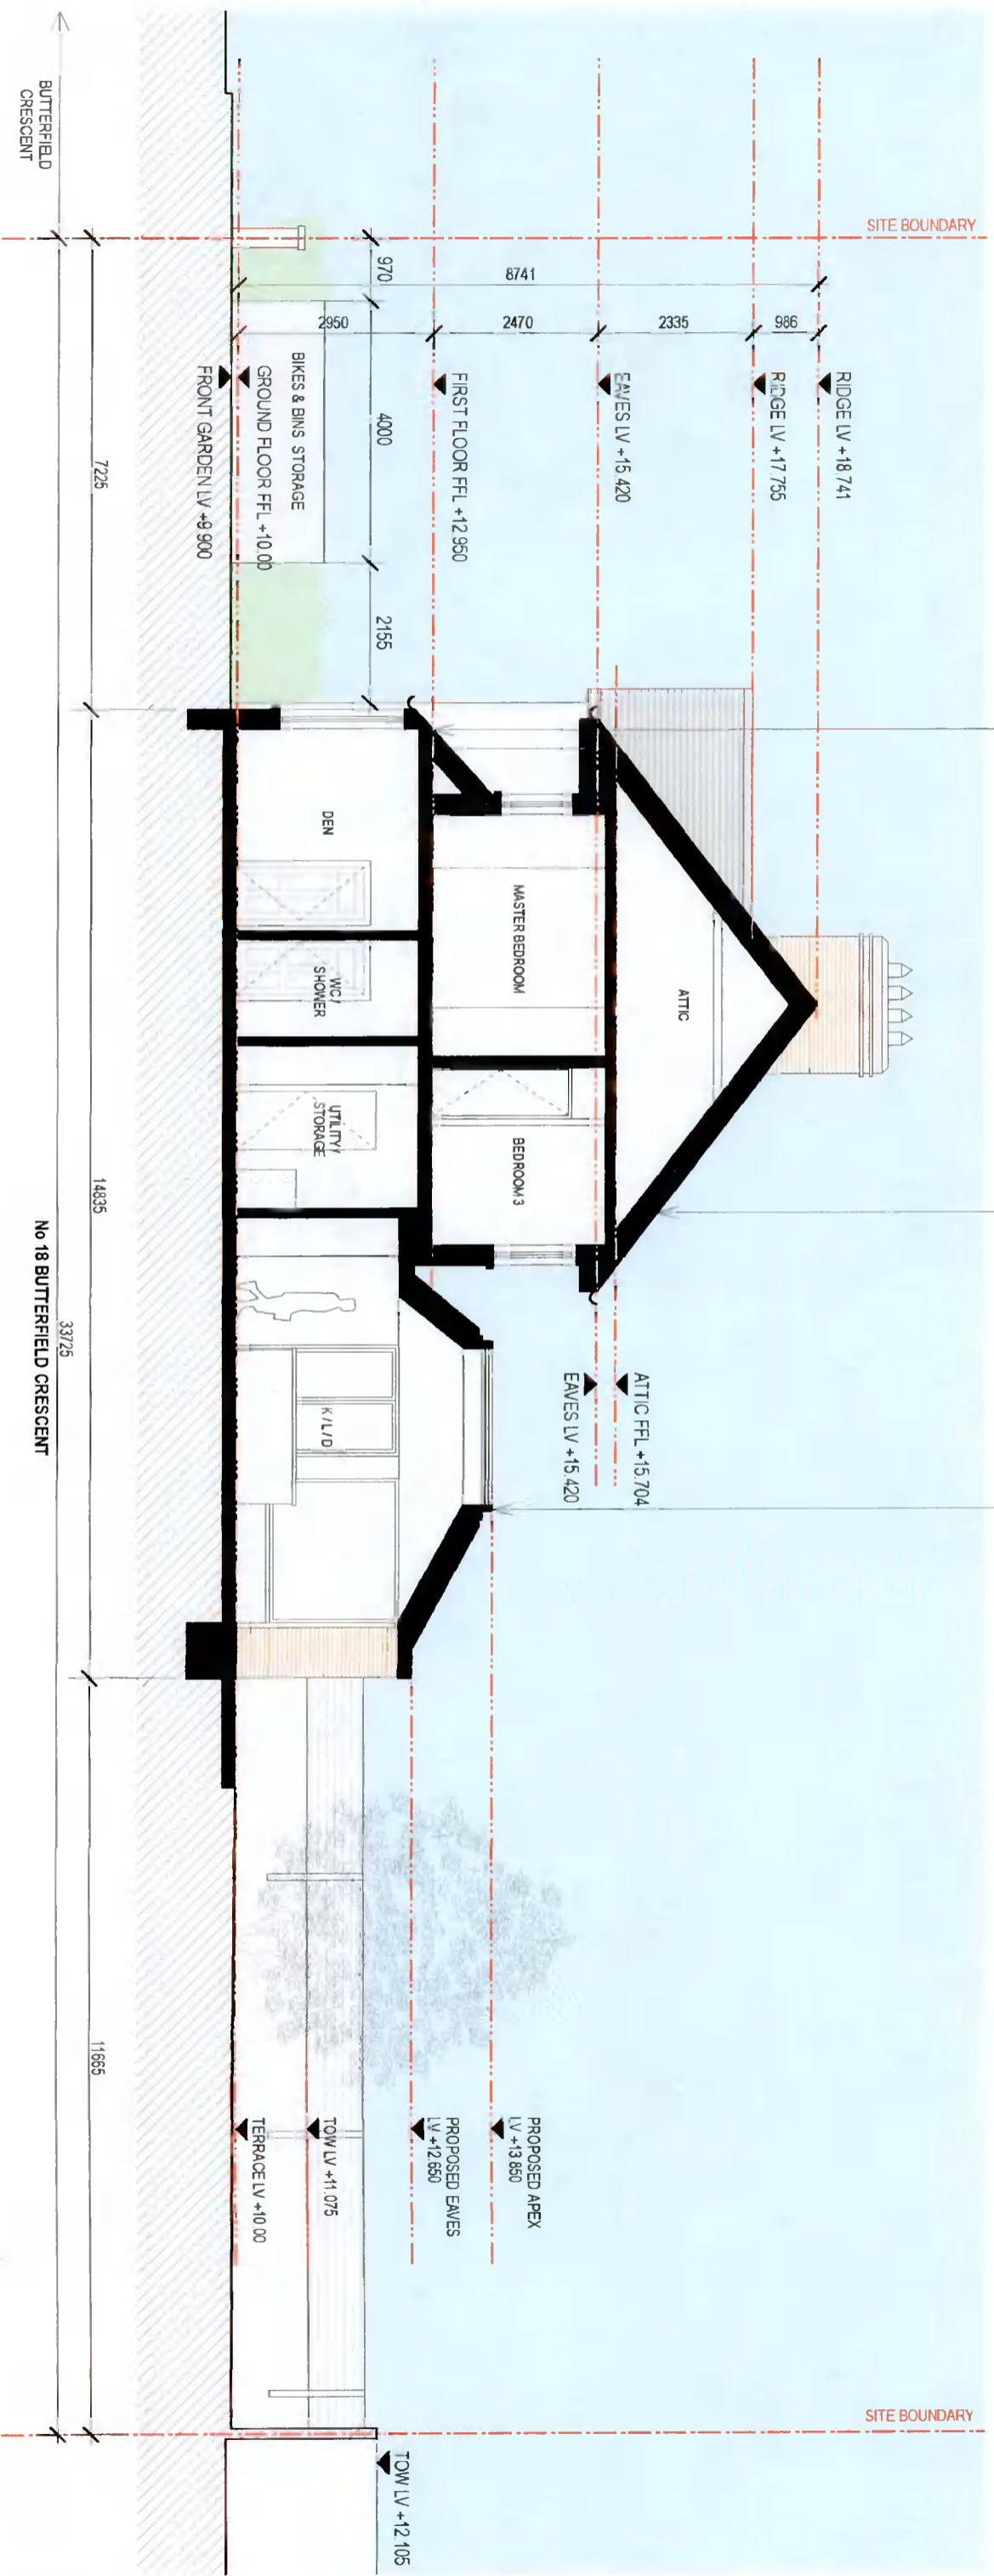 SITE BOUNDARY
SITE BOUNDARY
RIDGE LV +18.741
RIDGE LV +17.755
EAVES LV +15.420
FIRST FLOOR FFL +12.950
GROUND FLOOR FFL +10.00
FRONT GARDEN LV +9.900
8741
986
2335
2470
2950
970
4000
2155
BIKES & BINS STORAGE
ATTIC
MASTER BEDROOM
BEDROOM 3
DEN
WC/
SHOWER
UTILITY/
STORAGE
K / L / D
ATTIC FFL +15.704
EAVES LV +15.420
PROPOSED APEX
LV +13.850
PROPOSED EAVES
LV +12.650
TOW LV +11.075
TERRACE LV +10.00
TOW LV +12.105
7225
14835
11665
33725
BUTTERFIELD
CRESCENT
No 18 BUTTERFIELD CRESCENT